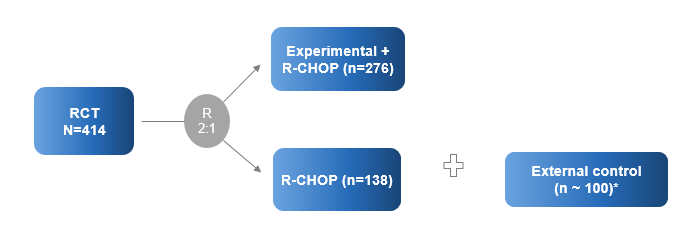 RCT
N=414
R
2:1
Experimental +
R-CHOP (n=276)
R-CHOP (n=138)
External control
(n ~ 100)*